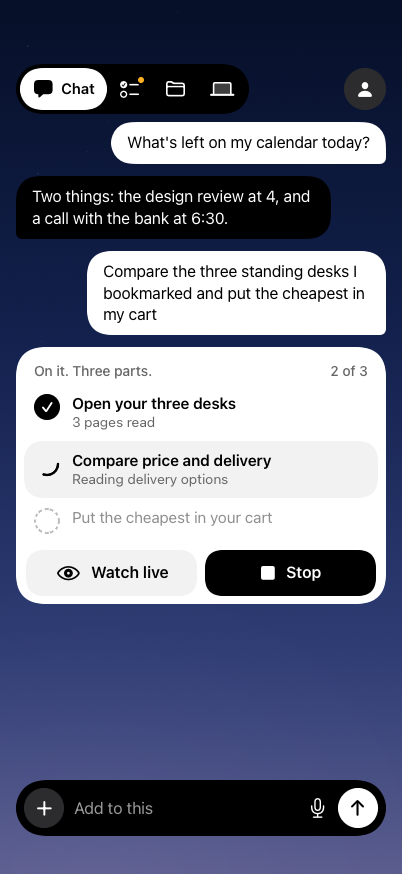 Chat
What's left on my calendar today?
Two things: the design review at 4, and
a call with the bank at 6:30.
Compare the three standing desks I
bookmarked and put the cheapest in
my cart
On it. Three parts.
2 of 3
Open your three desks
3 pages read
Compare price and delivery
Reading delivery options
Put the cheapest in your cart
Watch live
Stop
Add to this